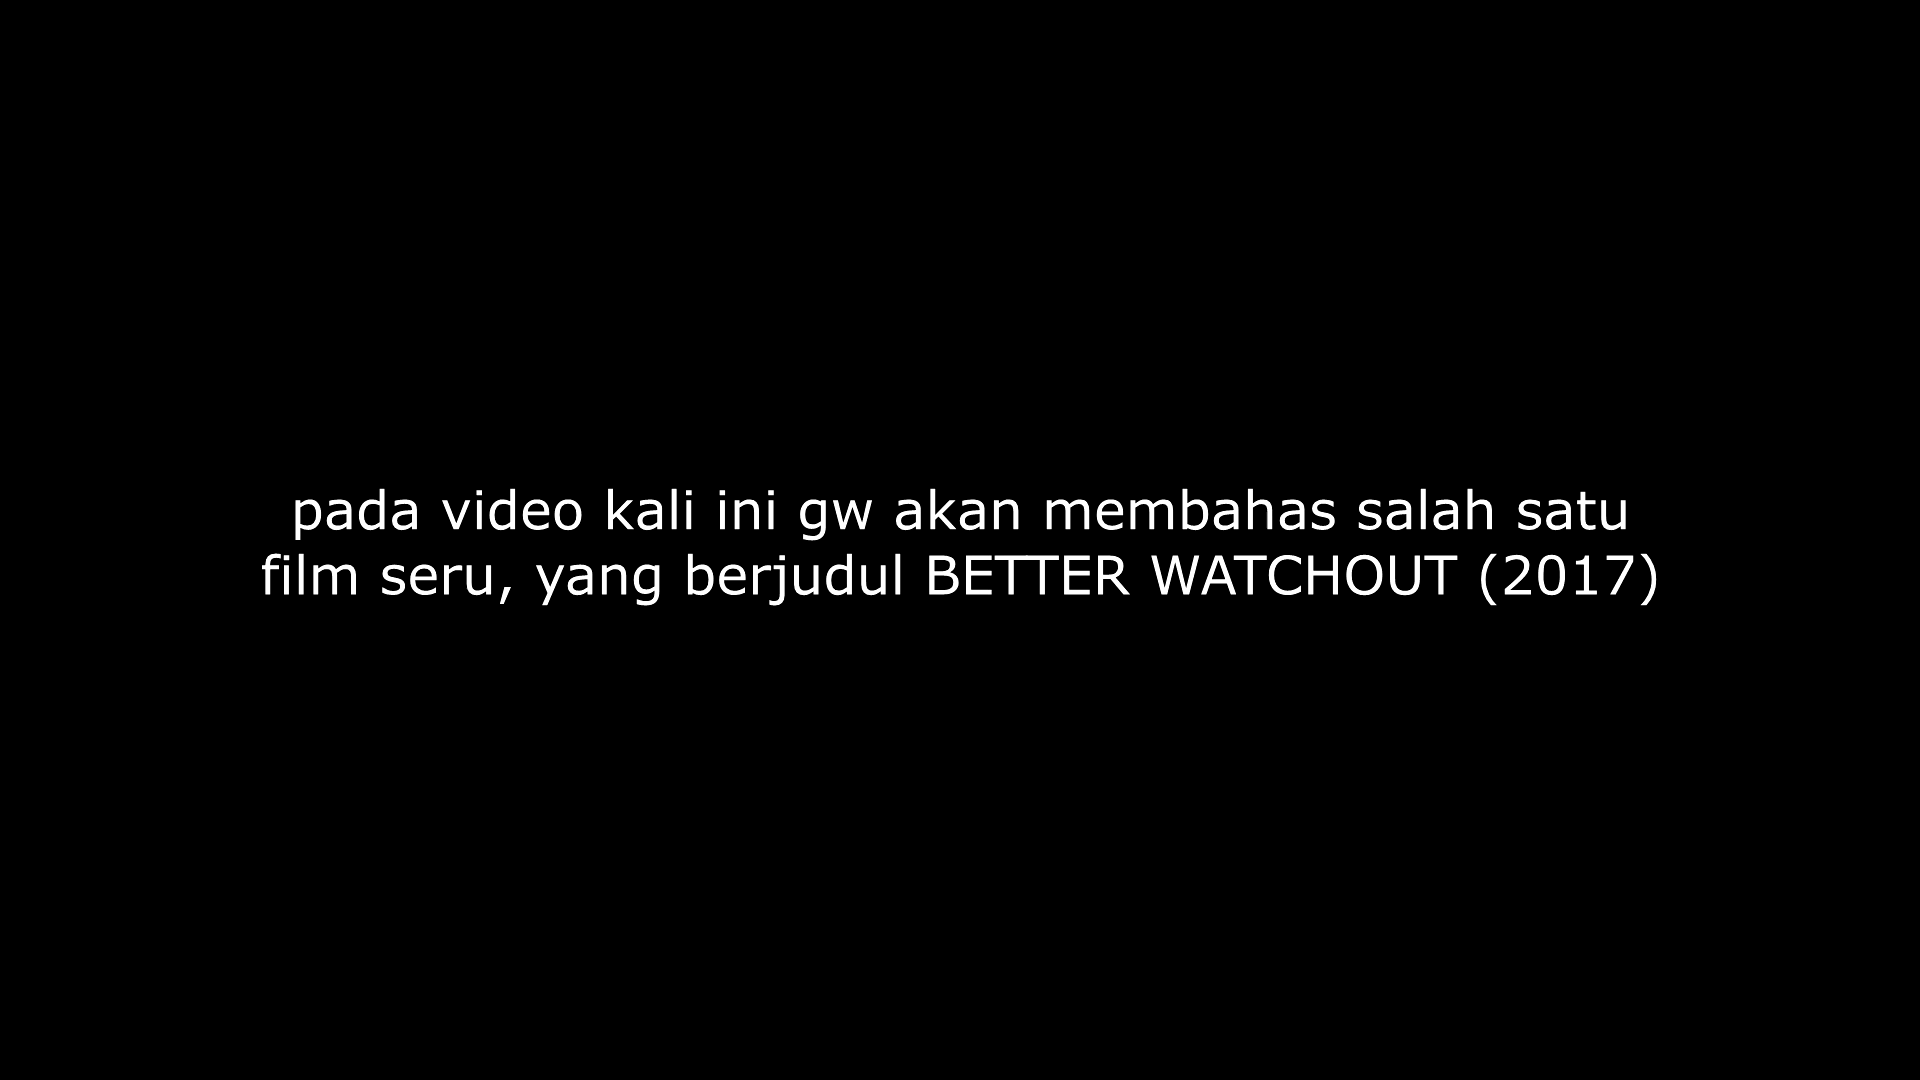 pada video kali ini gw akan membahas salah satu
film seru, yang berjudul BETTER WATCHOUT (2017)